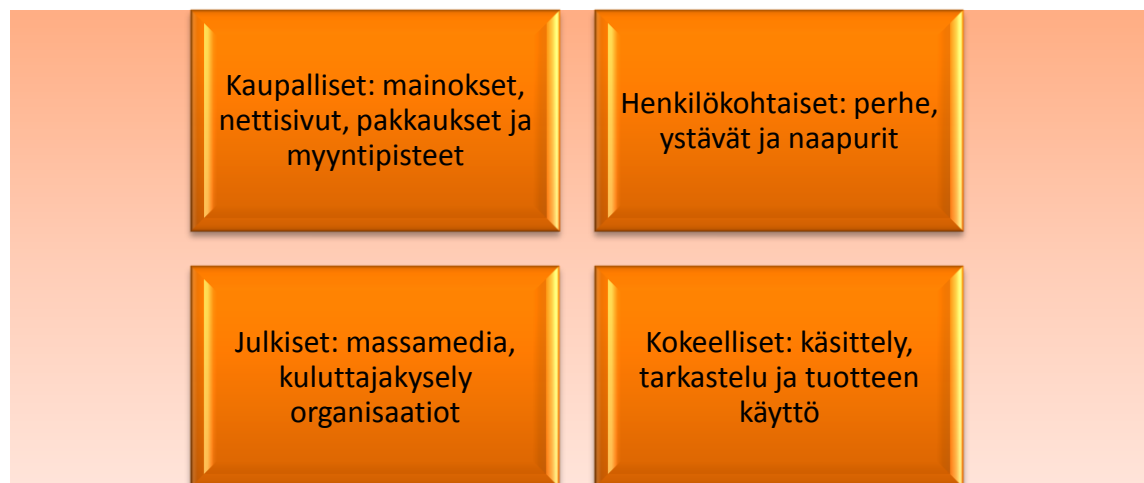 Kaupalliset: mainokset,
nettisivut, pakkaukset ja
myyntipisteet
Henkilökohtaiset: perhe,
ystävät ja naapurit
Julkiset: massamedia,
kuluttajakysely
organisaatiot
Kokeelliset: käsittely,
tarkastelu ja tuotteen
käyttö